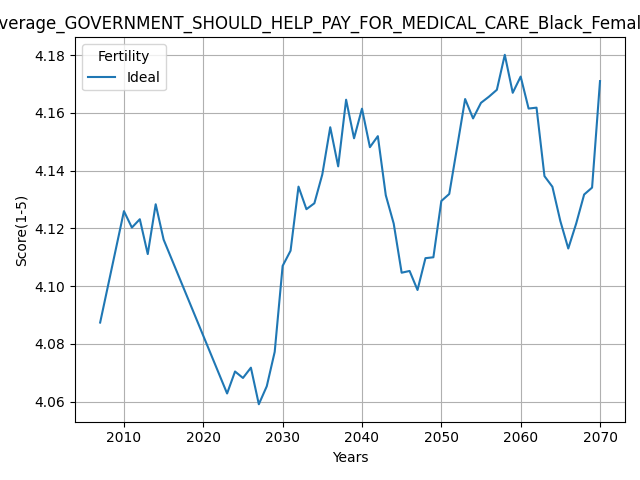 verage_GOVERNMENT_SHOULD_HELP_PAY_FOR_MEDICAL_CARE_Black_Femal
Fertility
Ideal
4.18
4.16
4.14
4.12
4.10
4.08
4.06
Score(1-5)
2010 2020 2030 2040 2050 2060 2070
Years